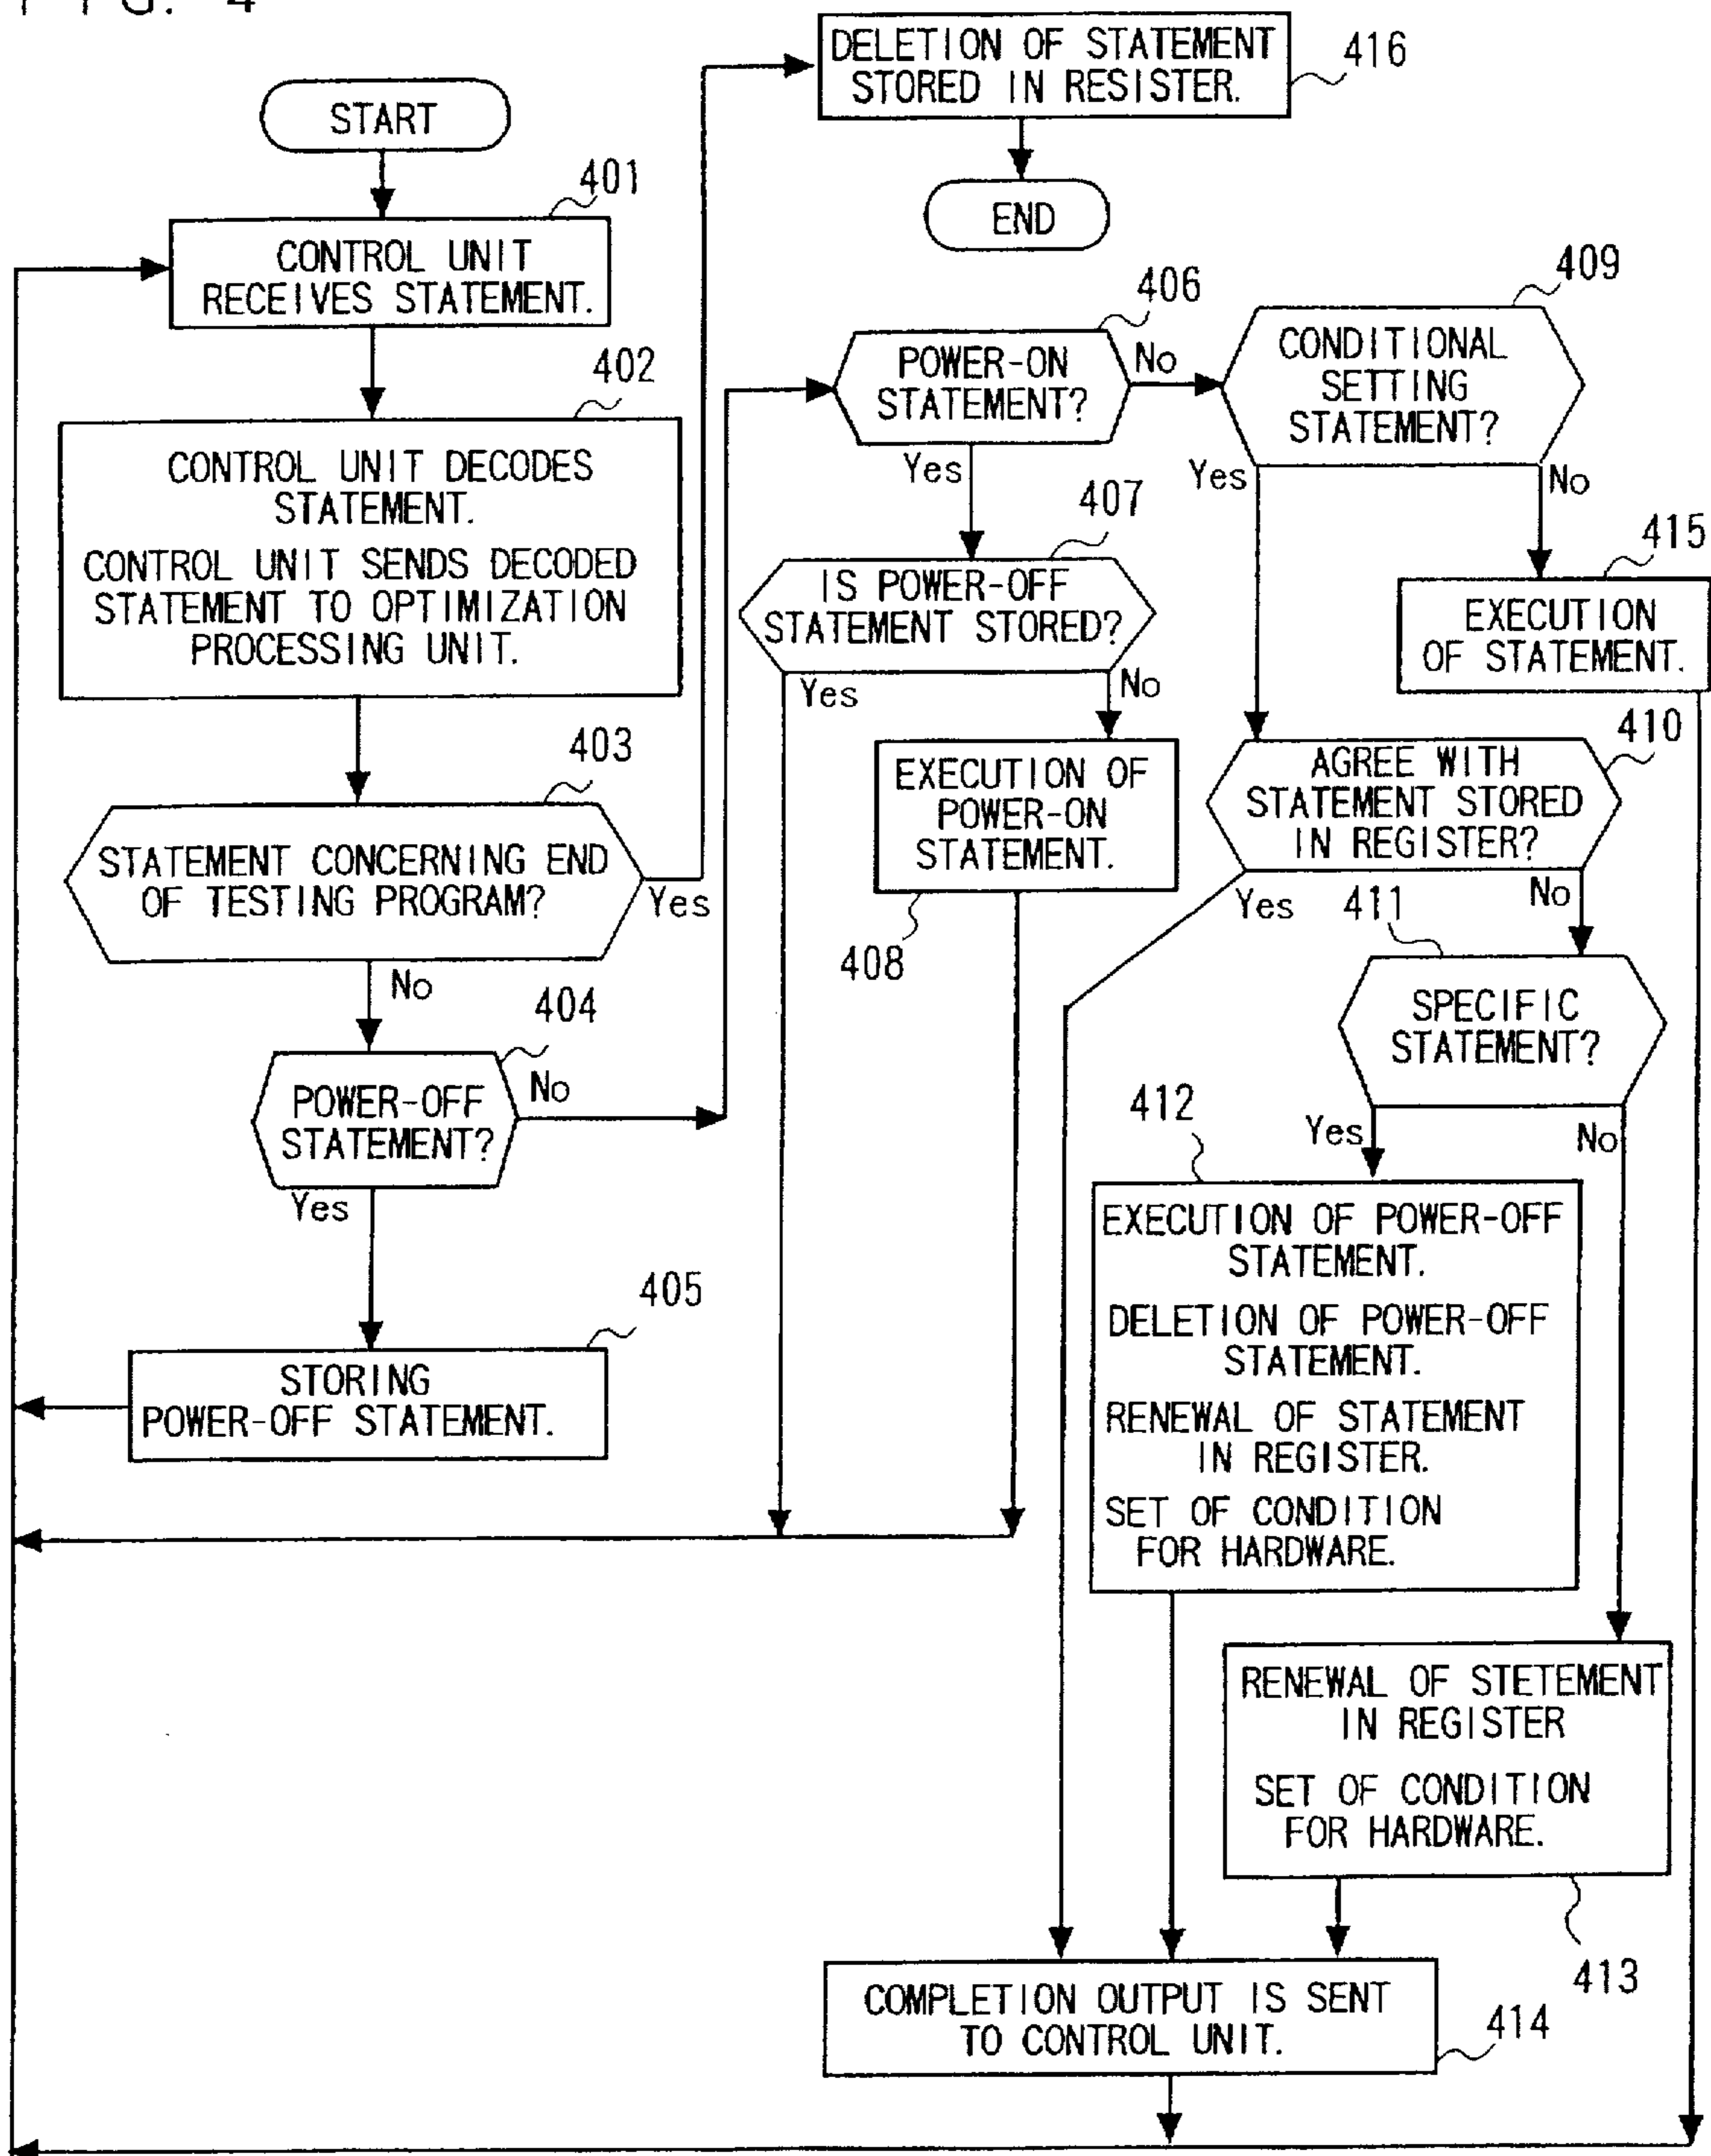 FIG. 4
START
401
CONTROL UNIT
RECEIVES STATEMENT.
402
CONTROL UNIT DECODES
STATEMENT.
CONTROL UNIT SENDS DECODED
STATEMENT TO OPTIMIZATION
PROCESSING UNIT.
403
STATEMENT CONCERNING END
OF TESTING PROGRAM?
Yes
No
404
POWER-OFF
STATEMENT?
No
Yes
405
STORING
POWER-OFF STATEMENT.
DELETION OF STATEMENT
STORED IN RESISTER.
416
END
406
POWER-ON
STATEMENT?
No
Yes
407
IS POWER-OFF
STATEMENT STORED?
Yes
No
EXECUTION OF
POWER-ON
STATEMENT.
408
409
CONDITIONAL
SETTING
STATEMENT?
Yes
No
415
EXECUTION
OF STATEMENT.
410
AGREE WITH
STATEMENT STORED
IN REGISTER?
Yes
No
411
SPECIFIC
STATEMENT?
Yes
No
412
EXECUTION OF POWER-OFF
STATEMENT.
DELETION OF POWER-OFF
STATEMENT.
RENEWAL OF STATEMENT
IN REGISTER.
SET OF CONDITION
FOR HARDWARE.
RENEWAL OF STETEMENT
IN REGISTER
SET OF CONDITION
FOR HARDWARE.
413
COMPLETION OUTPUT IS SENT
TO CONTROL UNIT.
414